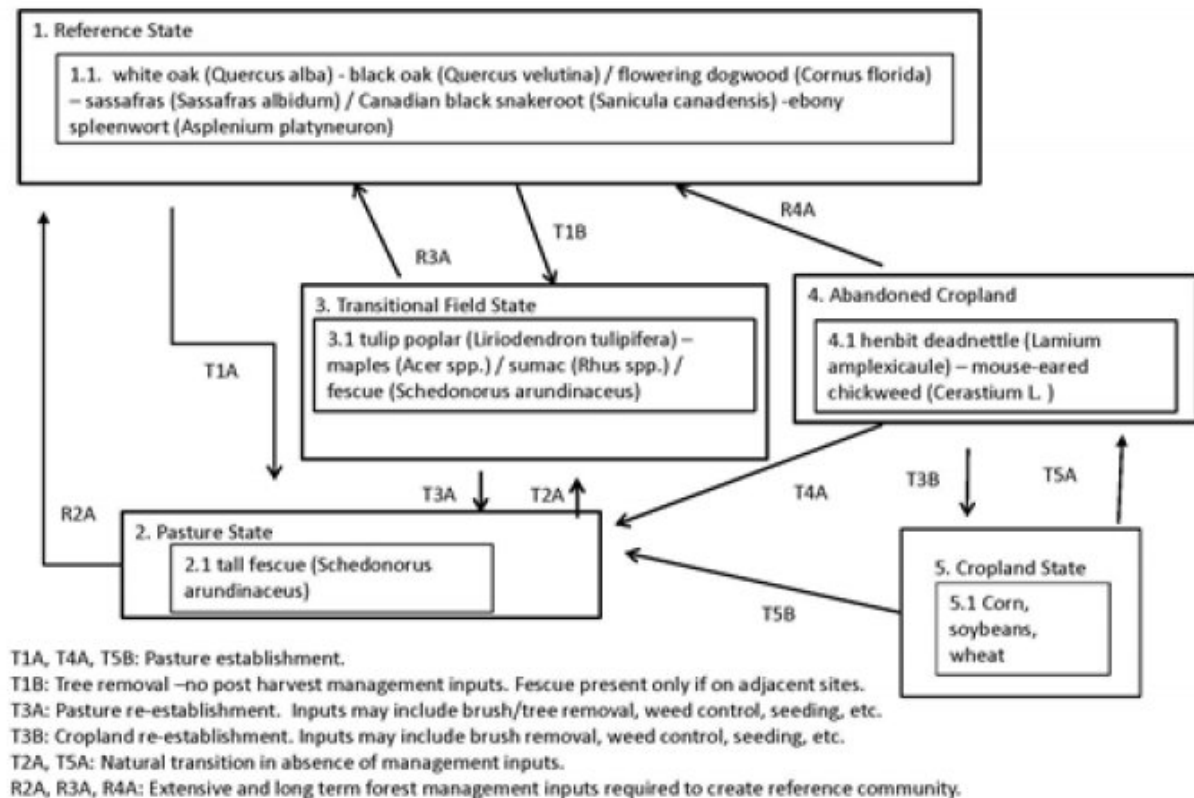 1. Reference State
1.1. white oak (Quercus alba) - black oak (Quercus velutina) / flowering dogwood (Cornus florida)
– sassafras (Sassafras albidum) / Canadian black snakeroot (Sanicula canadensis) -ebony
spleenwort (Asplenium platyneuron)
R4A
T1B
R3A
3. Transitional Field State
3.1 tulip poplar (Liriodendron tulipifera) –
maples (Acer spp.) / sumac (Rhus spp.) /
fescue (Schedonorus arundinaceus)
4. Abandoned Cropland
4.1 henbit deadnettle (Lamium
amplexicaule) – mouse-eared
chickweed (Cerastium L. )
T1A
T3A
T2A
T4A
T3B
T5A
R2A
2. Pasture State
2.1 tall fescue (Schedonorus
arundinaceus)
T5B
5. Cropland State
5.1 Corn,
soybeans,
wheat
T1A, T4A, T5B: Pasture establishment.
T1B: Tree removal –no post harvest management inputs. Fescue present only if on adjacent sites.
T3A: Pasture re-establishment. Inputs may include brush/tree removal, weed control, seeding, etc.
T3B: Cropland re-establishment. Inputs may include brush removal, weed control, seeding, etc.
T2A, T5A: Natural transition in absence of management inputs.
R2A, R3A, R4A: Extensive and long term forest management inputs required to create reference community.